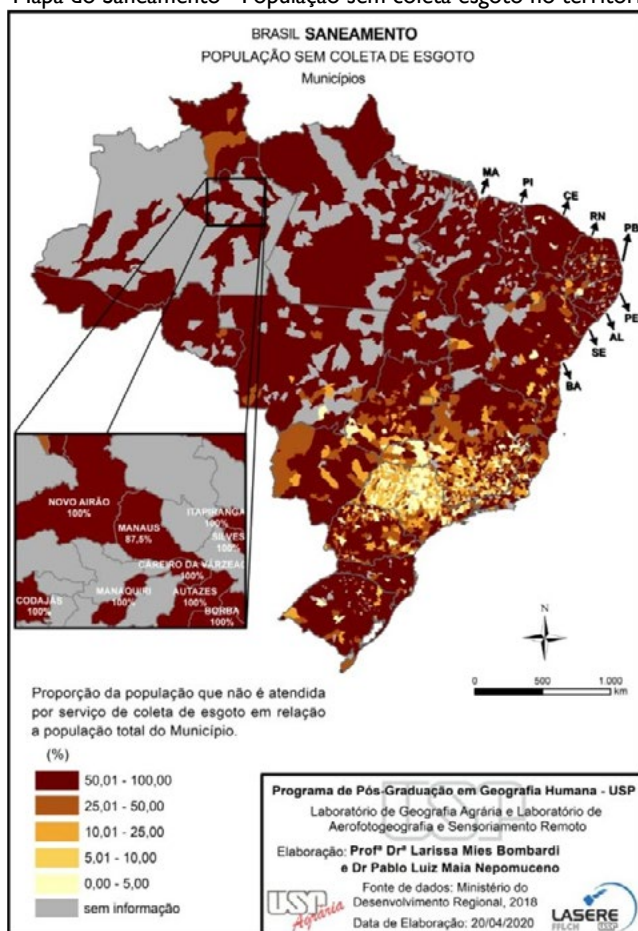 Mapa do Saneamento - População sem coleta esgoto no territóri
BRASIL SANEAMENTO
POPULAÇÃO SEM COLETA DE ESGOTO
Municípios
MA
PI
CE
RN
PB
PE
AL
SE
BA
NOVO AIRÃO
100%
MANAUS
87,5%
ITAPIRANGA
100%
SILVES
100%
CAREIRO DA VÁRZEA
100%
CODAJÁS
100%
MANAQUIRI
100%
AUTAZES
100%
BORBA
100%
N
0 500 1.000
km
Proporção da população que não é atendida
por serviço de coleta de esgoto em relação
a população total do Município.
(%)
50,01 - 100,00
25,01 - 50,00
10,01 - 25,00
5,01 - 10,00
0,00 - 5,00
sem informação
USP
Programa de Pós-Graduação em Geografia Humana - USP
Laboratório de Geografia Agrária e Laboratório de
Aerofotogeografia e Sensoriamento Remoto
Elaboração: Profª Drª Larissa Mies Bombardi
e Dr Pablo Luiz Maia Nepomuceno
Fonte de dados: Ministério do
Desenvolvimento Regional, 2018
Data de Elaboração: 20/04/2020
USP
Agrária
LASERE
FFLCH USP